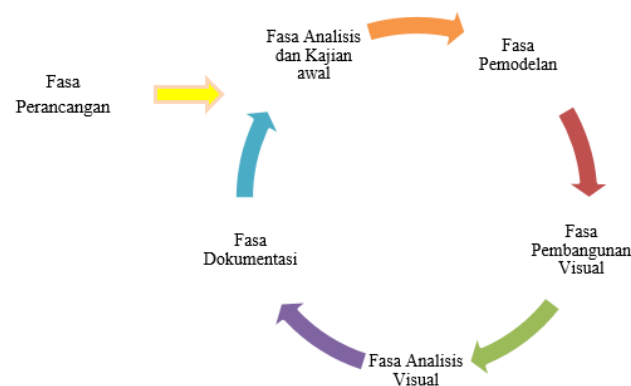 Fasa
Perancangan
Fasa Analisis
dan Kajian
awal
Fasa
Pemodelan
Fasa
Pembangunan
Visual
Fasa Analisis
Visual
Fasa
Dokumentasi